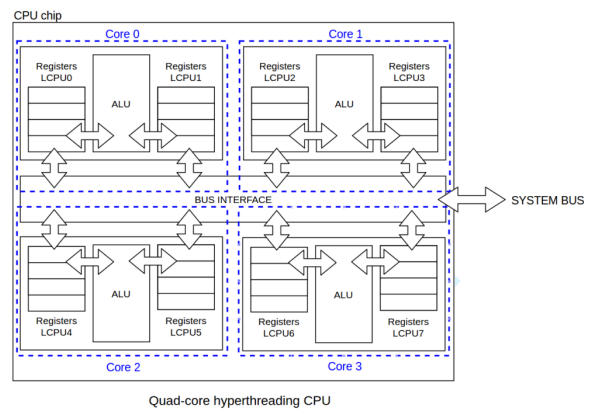 CPU chip
Core 0
Core 1
Registers
LCPU0
ALU
Registers
LCPU1
Registers
LCPU2
ALU
Registers
LCPU3
BUS INTERFACE
SYSTEM BUS
ALU
Registers
LCPU4
Registers
LCPU5
ALU
Registers
LCPU6
Registers
LCPU7
Core 2
Core 3
Quad-core hyperthreading CPU